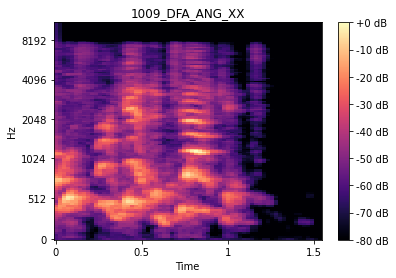 1009_DFA_ANG_XX
+0 dB
8192
-10 dB
4096
-20 dB
-30 dB
2048
Hz
-40 dB
1024
-50 dB
512
-60 dB
-70 dB
0
-80 dB
0
0.5
1
1.5
Time